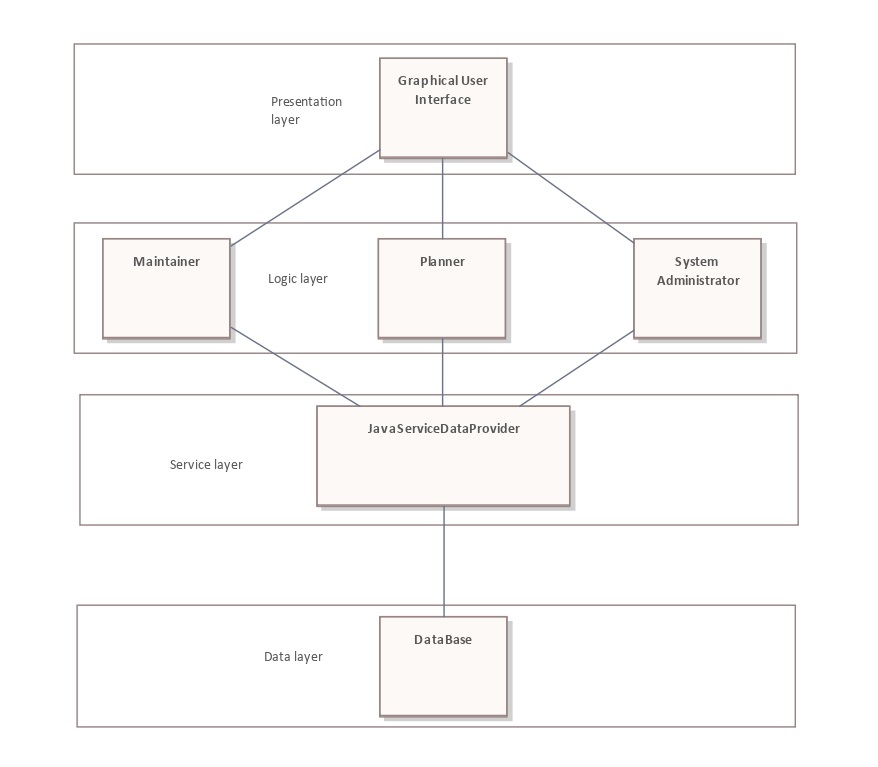 Graphical User
Interface
Presentation
layer
Maintainer
Logic layer
Planner
System
Administrator
JavaServiceDataProvider
Service layer
DataBase
Data layer